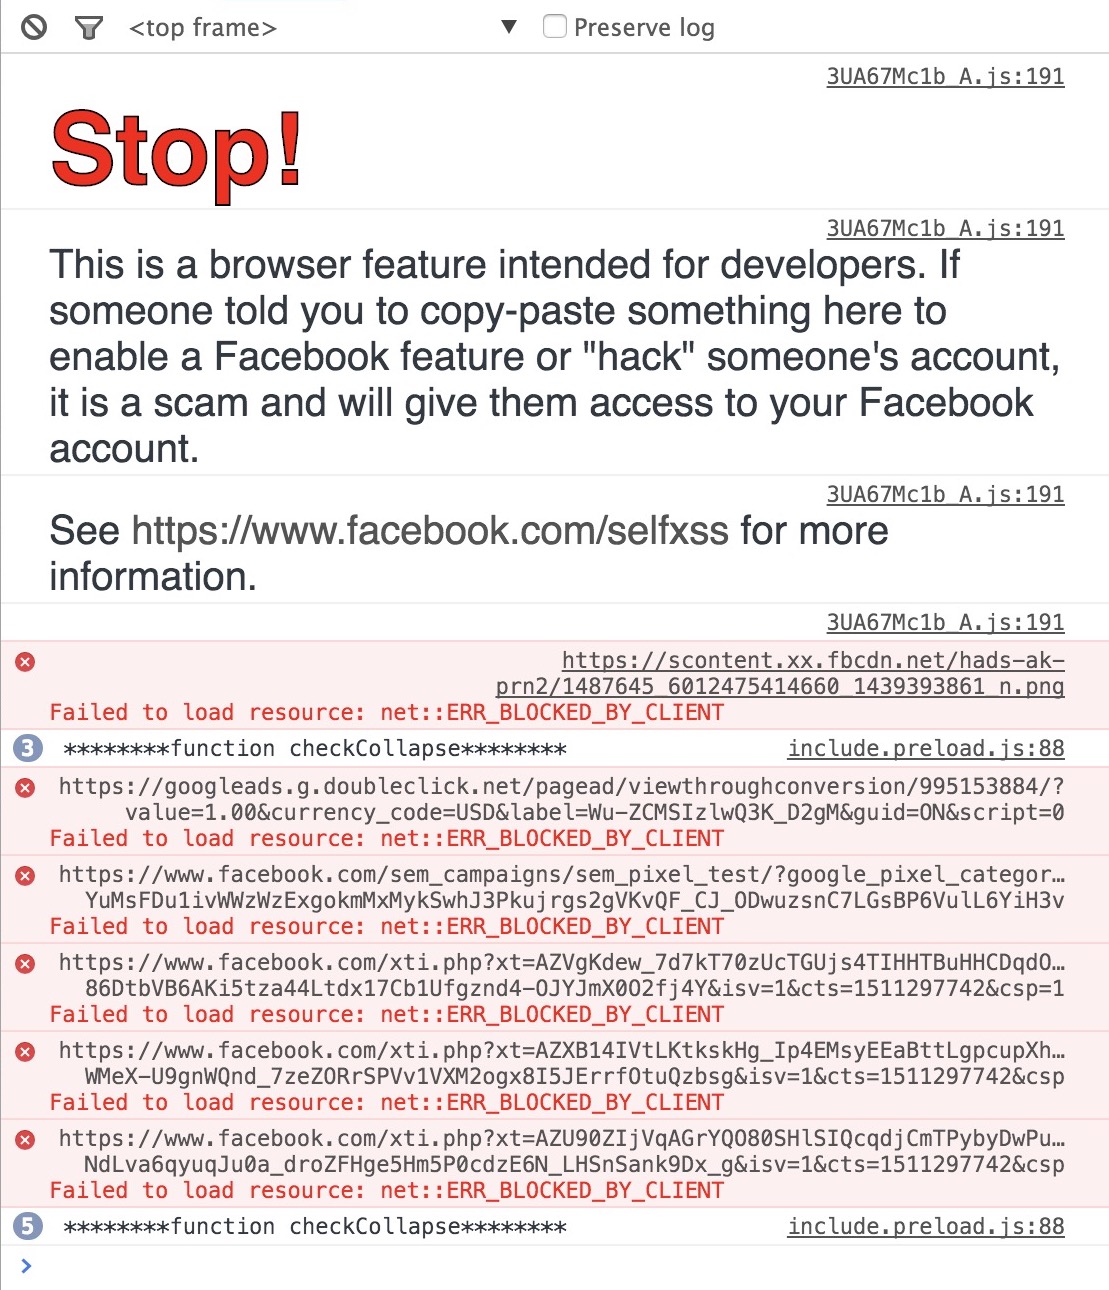 <top frame> ▼ Preserve log
3UA67Mc1b_A.js:191
Stop!
3UA67Mc1b_A.js:191
This is a browser feature intended for developers. If
someone told you to copy-paste something here to
enable a Facebook feature or "hack" someone's account,
it is a scam and will give them access to your Facebook
account.
3UA67Mc1b_A.js:191
See https://www.facebook.com/selfxss for more
information.
3UA67Mc1b_A.js:191
https://scontent.xx.fbcdn.net/hads-ak-
prn2/1487645_6012475414660_1439393861_n.png
Failed to load resource: net::ERR_BLOCKED_BY_CLIENT
3 ********function checkCollapse******** include.preload.js:88
https://googleads.g.doubleclick.net/pagead/viewthroughconversion/995153884/?
value=1.00&currency_code=USD&label=Wu-ZCMSIzlwQ3K_D2gM&guid=ON&script=0
Failed to load resource: net::ERR_BLOCKED_BY_CLIENT
https://www.facebook.com/sem_campaigns/sem_pixel_test/?google_pixel_categor…
YuMsFDu1ivWWzWzExgokmMxMykSwhJ3Pkujrgs2gVKvQF_CJ_ODwuzsnC7LGsBP6VulL6YiH3v
Failed to load resource: net::ERR_BLOCKED_BY_CLIENT
https://www.facebook.com/xti.php?xt=AZVgKdew_7d7kT70zUcTGUjs4TIHHTBuHHCDqdO…
86DtbVB6AKi5tza44Ltdx17Cb1Ufgznd4-OJYJmX0O2fj4Y&isv=1&cts=1511297742&csp=1
Failed to load resource: net::ERR_BLOCKED_BY_CLIENT
https://www.facebook.com/xti.php?xt=AZXB14IVtLKtkskHg_Ip4EMsyEEaBttLgpcupXh…
WMeX-U9gnWQnd_7zeZORrSPVv1VXM2ogx8I5JErrfOtuQzbsg&isv=1&cts=1511297742&csp
Failed to load resource: net::ERR_BLOCKED_BY_CLIENT
https://www.facebook.com/xti.php?xt=AZU90ZIjVqAGrYQO80SHlSIQcqdjCmTPybyDwPu…
NdLva6qyuqJu0a_droZFHge5Hm5P0cdzE6N_LHSnSank9Dx_g&isv=1&cts=1511297742&csp
Failed to load resource: net::ERR_BLOCKED_BY_CLIENT
5 ********function checkCollapse******** include.preload.js:88